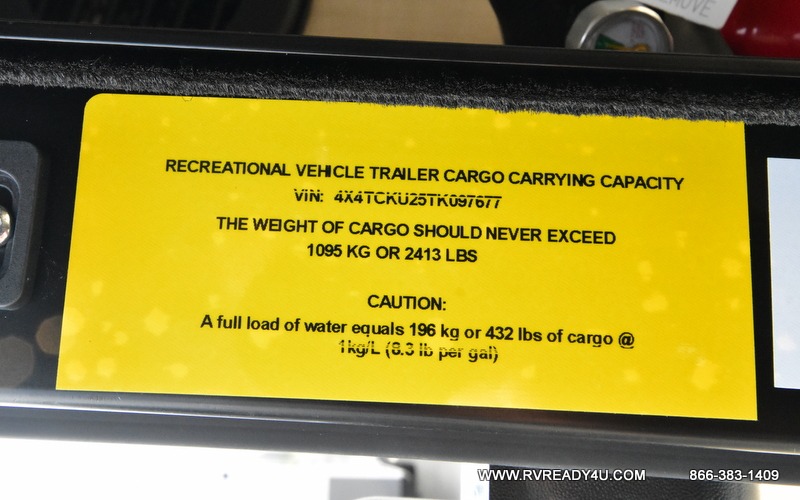 MOVE
RECREATIONAL VEHICLE TRAILER CARGO CARRYING CAPACITY
VIN: 4X4TCKU25TK097677
THE WEIGHT OF CARGO SHOULD NEVER EXCEED
1095 KG OR 2413 LBS
CAUTION:
A full load of water equals 196 kg or 432 lbs of cargo @
1kg/L (8.3 lb per gal)
WWW.RVREADY4U.COM 866-383-1409